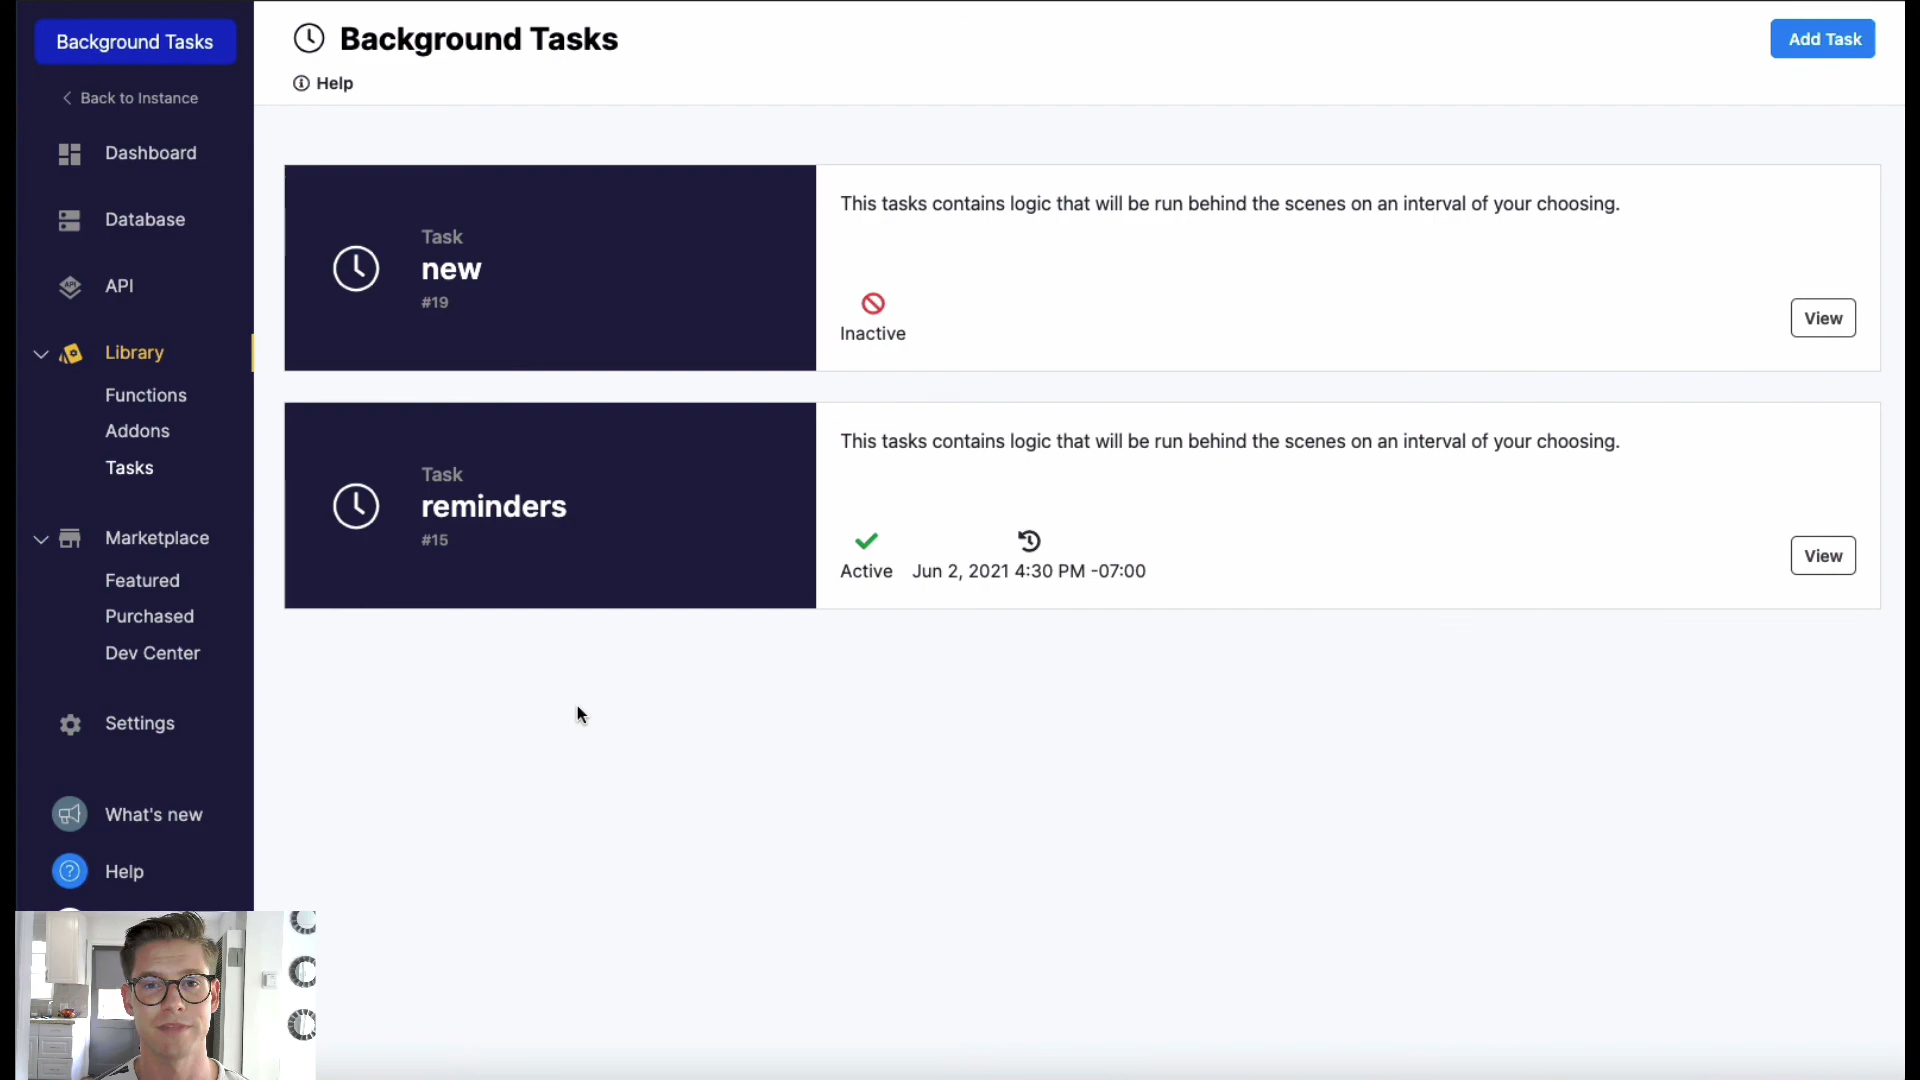 Background Tasks
Back to Instance
Dashboard
Database
API
Library
Functions
Addons
Tasks
Marketplace
Featured
Purchased
Dev Center
Settings
What's new
Help
Background Tasks
Help
Add Task
Task
new
#19
This tasks contains logic that will be run behind the scenes on an interval of your choosing.
Inactive
View
Task
reminders
#15
This tasks contains logic that will be run behind the scenes on an interval of your choosing.
Active Jun 2, 2021 4:30 PM -07:00
View